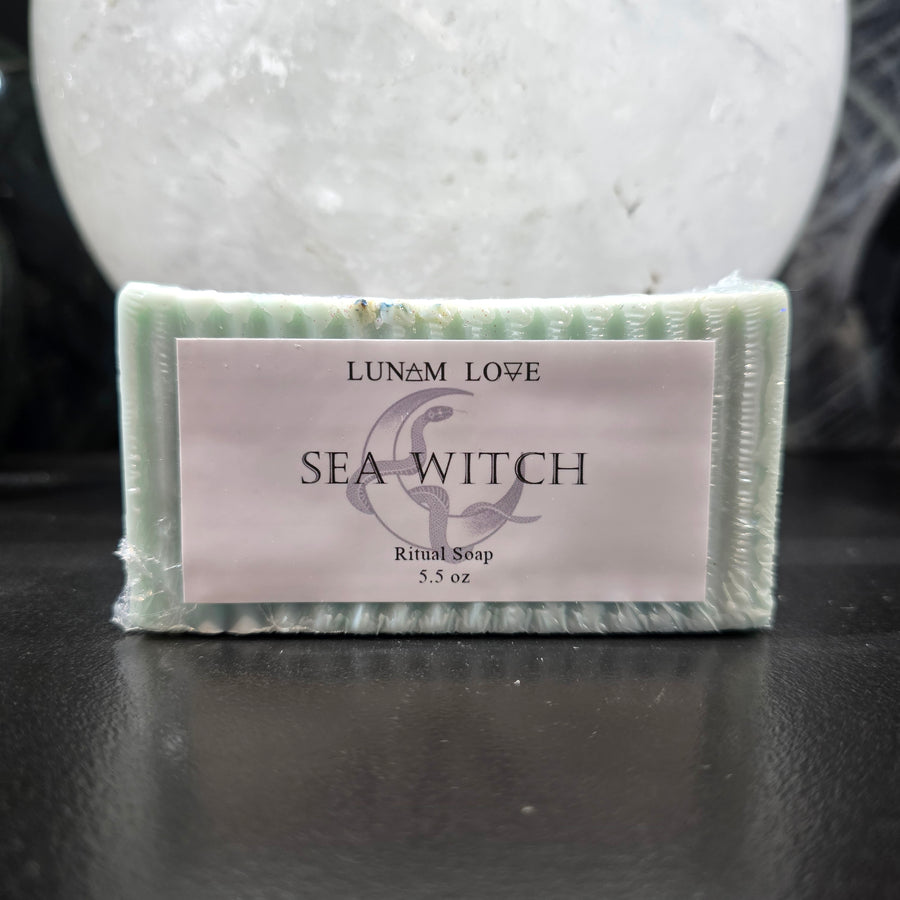 LUNAM LOVE
SEA WITCH
Ritual Soap
5.5 oz